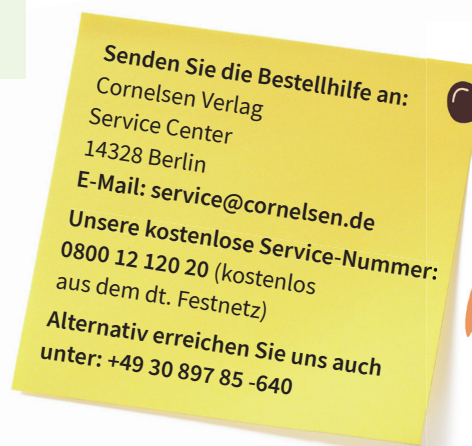 Senden Sie die Bestellhilfe an:
Cornelsen Verlag
Service Center
14328 Berlin
E-Mail: service@cornelsen.de
Unsere kostenlose Service-Nummer:
0800 12 120 20 (kostenlos
aus dem dt. Festnetz)
Alternativ erreichen Sie uns auch
unter: +49 30 897 85 -640